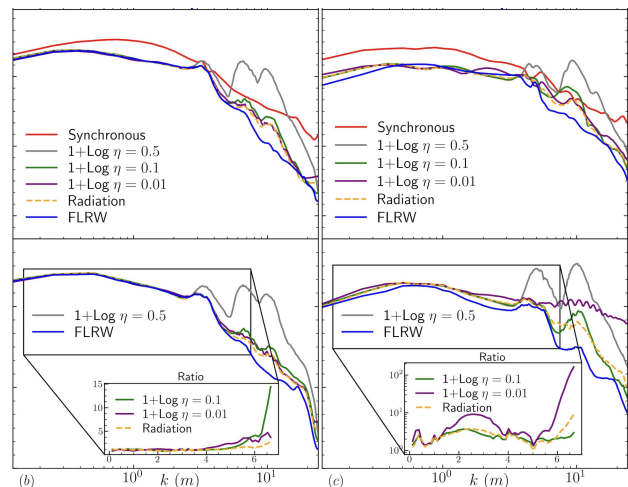 Synchronous
1+Log η = 0.5
1+Log η = 0.1
1+Log η = 0.01
Radiation
FLRW
Synchronous
1+Log η = 0.5
1+Log η = 0.1
1+Log η = 0.01
Radiation
FLRW
1+Log η = 0.5
FLRW
Ratio
15
10
5
1+Log η = 0.1
1+Log η = 0.01
Radiation
0 2 4 6
1+Log η = 0.5
FLRW
Ratio
10²
10¹
10⁰
1+Log η = 0.1
1+Log η = 0.01
Radiation
0 2 4 6
(b) 10⁰ k (m) 10¹
(c) 10⁰ k (m) 10¹